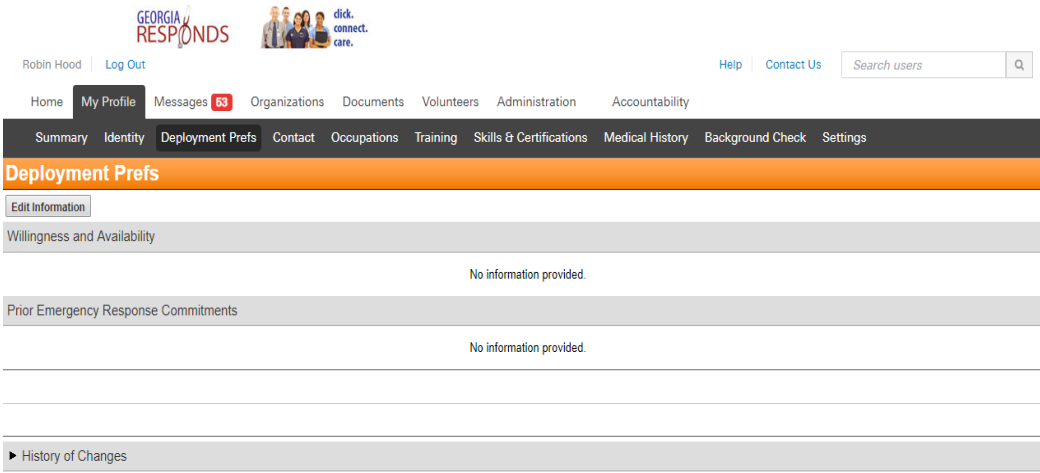 GEORGIA
RESPONDS
click.
connect.
care.
Robin Hood Log Out Help Contact Us Search users
Home My Profile Messages 53 Organizations Documents Volunteers Administration Accountability
Summary Identity Deployment Prefs Contact Occupations Training Skills & Certifications Medical History Background Check Settings
Deployment Prefs
Edit Information
Willingness and Availability
No information provided.
Prior Emergency Response Commitments
No information provided.
History of Changes